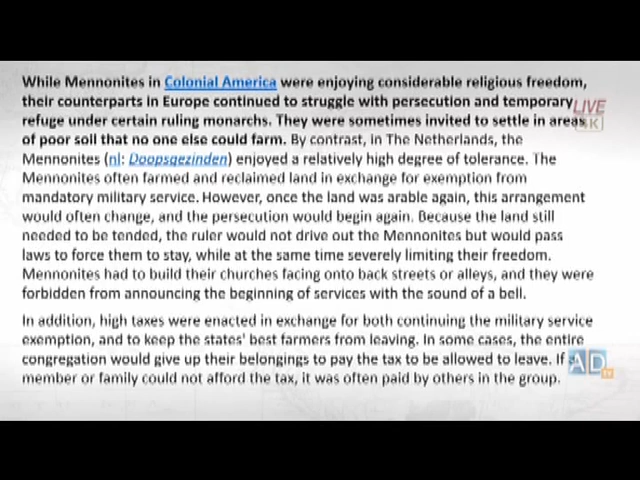 While Mennonites in Colonial America were enjoying considerable religious freedom,
their counterparts in Europe continued to struggle with persecution and temporary
refuge under certain ruling monarchs. They were sometimes invited to settle in areas
of poor soil that no one else could farm. By contrast, in The Netherlands, the
Mennonites (nl: Doopsgezinden) enjoyed a relatively high degree of tolerance. The
Mennonites often farmed and reclaimed land in exchange for exemption from
mandatory military service. However, once the land was arable again, this arrangement
would often change, and the persecution would begin again. Because the land still
needed to be tended, the ruler would not drive out the Mennonites but would pass
laws to force them to stay, while at the same time severely limiting their freedom.
Mennonites had to build their churches facing onto back streets or alleys, and they were
forbidden from announcing the beginning of services with the sound of a bell.
In addition, high taxes were enacted in exchange for both continuing the military service
exemption, and to keep the states' best farmers from leaving. In some cases, the entire
congregation would give up their belongings to pay the tax to be allowed to leave. If a
member or family could not afford the tax, it was often paid by others in the group.
LIVE
4K
AD
TV